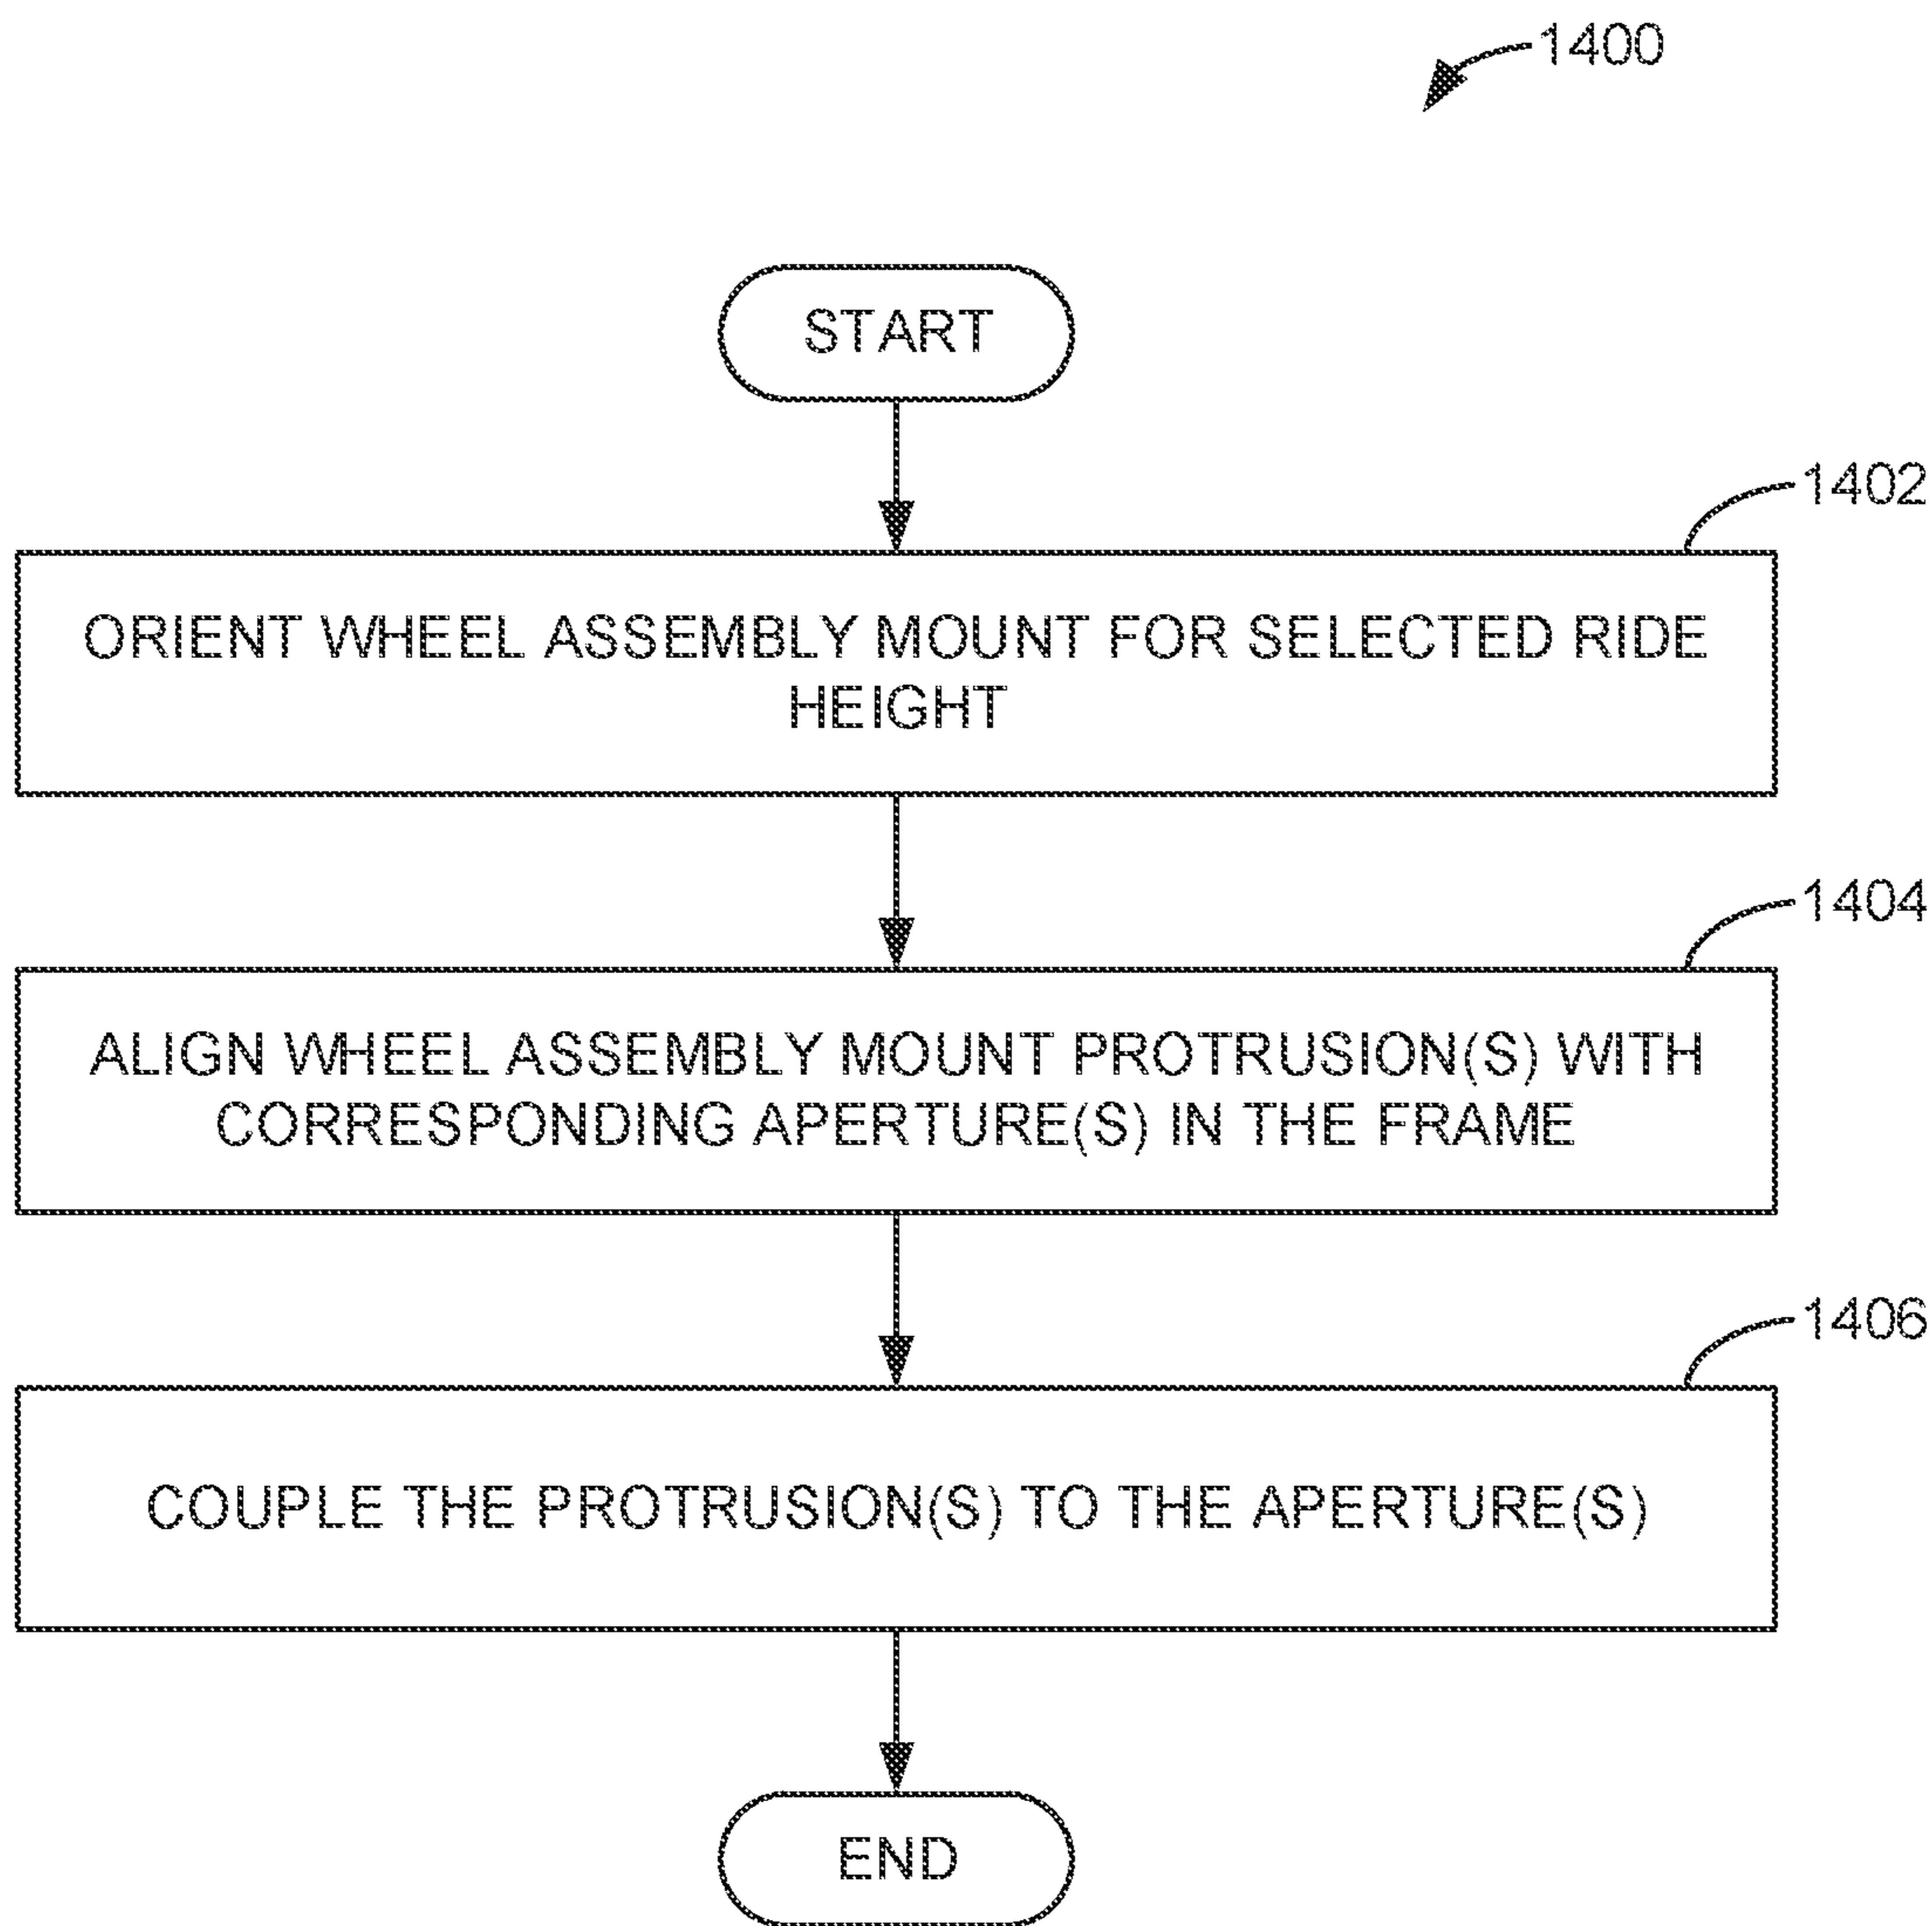 1400
START
1402
ORIENT WHEEL ASSEMBLY MOUNT FOR SELECTED RIDE
HEIGHT
1404
ALIGN WHEEL ASSEMBLY MOUNT PROTRUSION(S) WITH
CORRESPONDING APERTURE(S) IN THE FRAME
1406
COUPLE THE PROTRUSION(S) TO THE APERTURE(S)
END